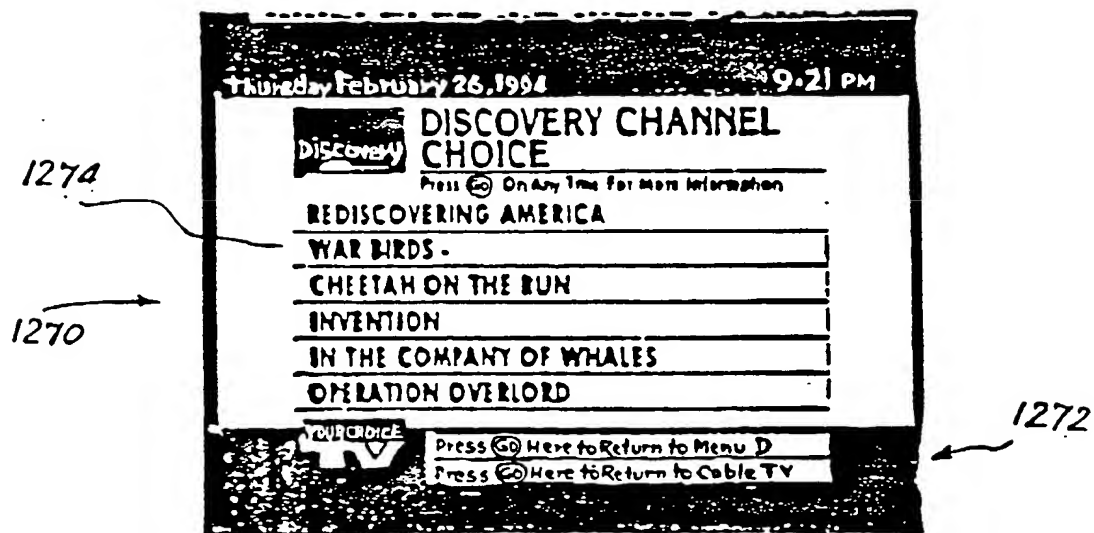 Thursday February 26, 1994 9:21 PM
Discovery
DISCOVERY CHANNEL
CHOICE
Press GO On Any Time For More Information
1274
REDISCOVERING AMERICA
WAR BIRDS -
CHEETAH ON THE RUN
1270
INVENTION
IN THE COMPANY OF WHALES
OPERATION OVERLORD
1272
YOUR CHOICE
TV
Press GO Here to Return to Menu D
Press GO Here to Return to Cable TV